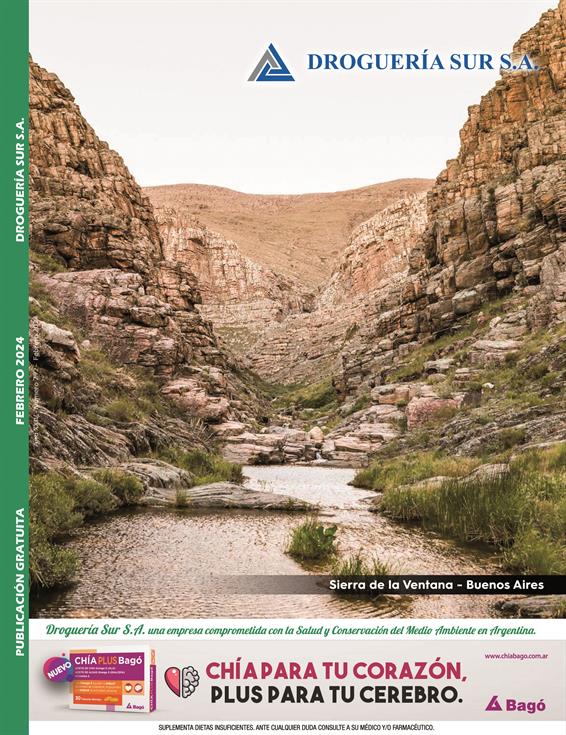 DROGUERÍA SUR S.A.
DROGUERÍA SUR S.A.
FEBRERO 2024
PUBLICACIÓN GRATUITA
Sierra de la Ventana - Buenos Aires
Droguería Sur S.A. una empresa comprometida con la Salud y Conservación del Medio Ambiente en Argentina.
www.chiabago.com.ar
NUEVO
CHÍA PLUS Bagó
CHÍA PARA TU CORAZÓN,
PLUS PARA TU CEREBRO.
Bagó
SUPLEMENTA DIETAS INSUFICIENTES. ANTE CUALQUIER DUDA CONSULTE A SU MÉDICO Y/O FARMACÉUTICO.